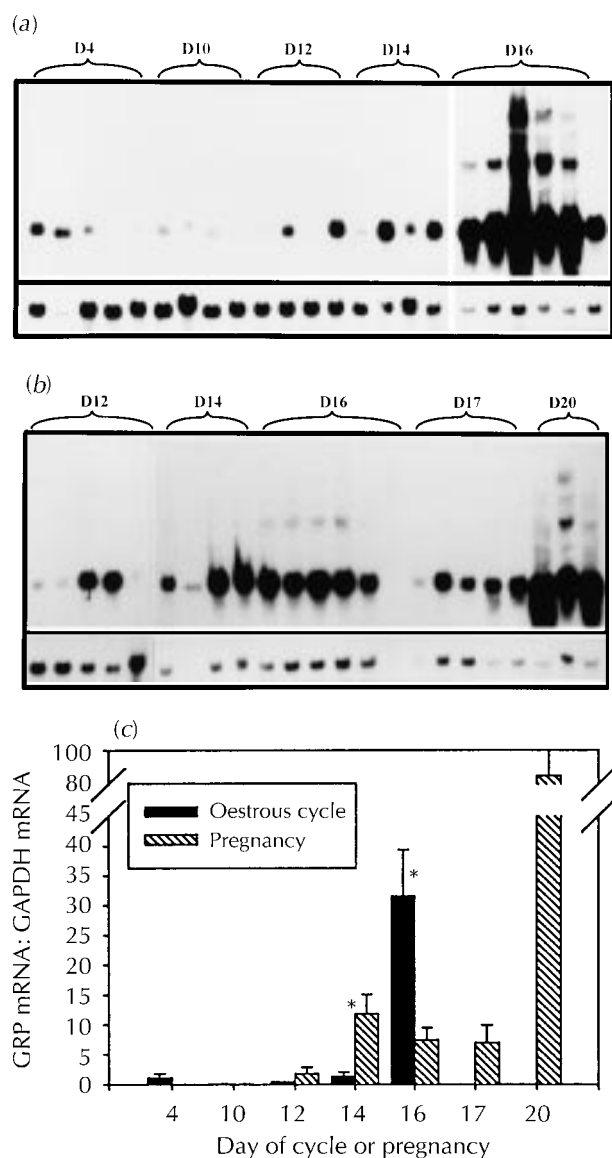 (a)
D4 D10 D12 D14 D16
(b)
D12 D14 D16 D17 D20
(c)
GRP mRNA: GAPDH mRNA
100
80
45
40
35
30
25
20
15
10
5
0
Oestrous cycle
Pregnancy
*
*
4 10 12 14 16 17 20
Day of cycle or pregnancy